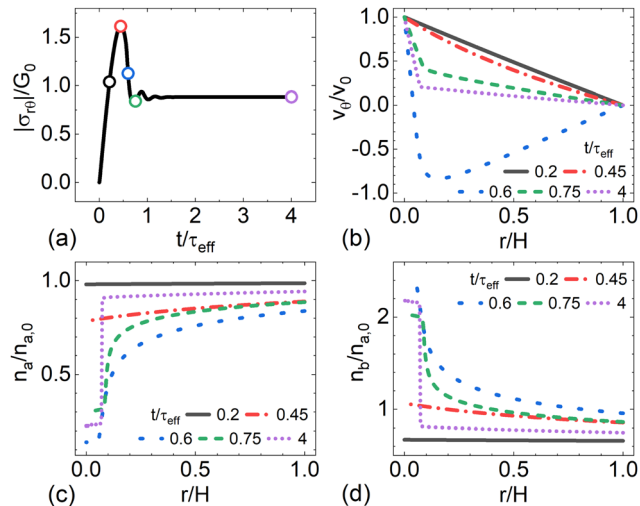 |σrθ|/G0
1.5
1.0
0.5
0.0
0 1 2 3 4
t/τeff
(a)
vθ/v0
1.0
0.5
0.0
-0.5
-1.0
t/τeff
0.2 0.45
0.6 0.75 4
0.0 0.5 1.0
r/H
(b)
na/na,0
1.0
0.5
t/τeff 0.2 0.45
0.6 0.75 4
0.0 0.5 1.0
r/H
(c)
nb/na,0
2
1
t/τeff 0.2 0.45
0.6 0.75 4
0.0 0.5 1.0
r/H
(d)